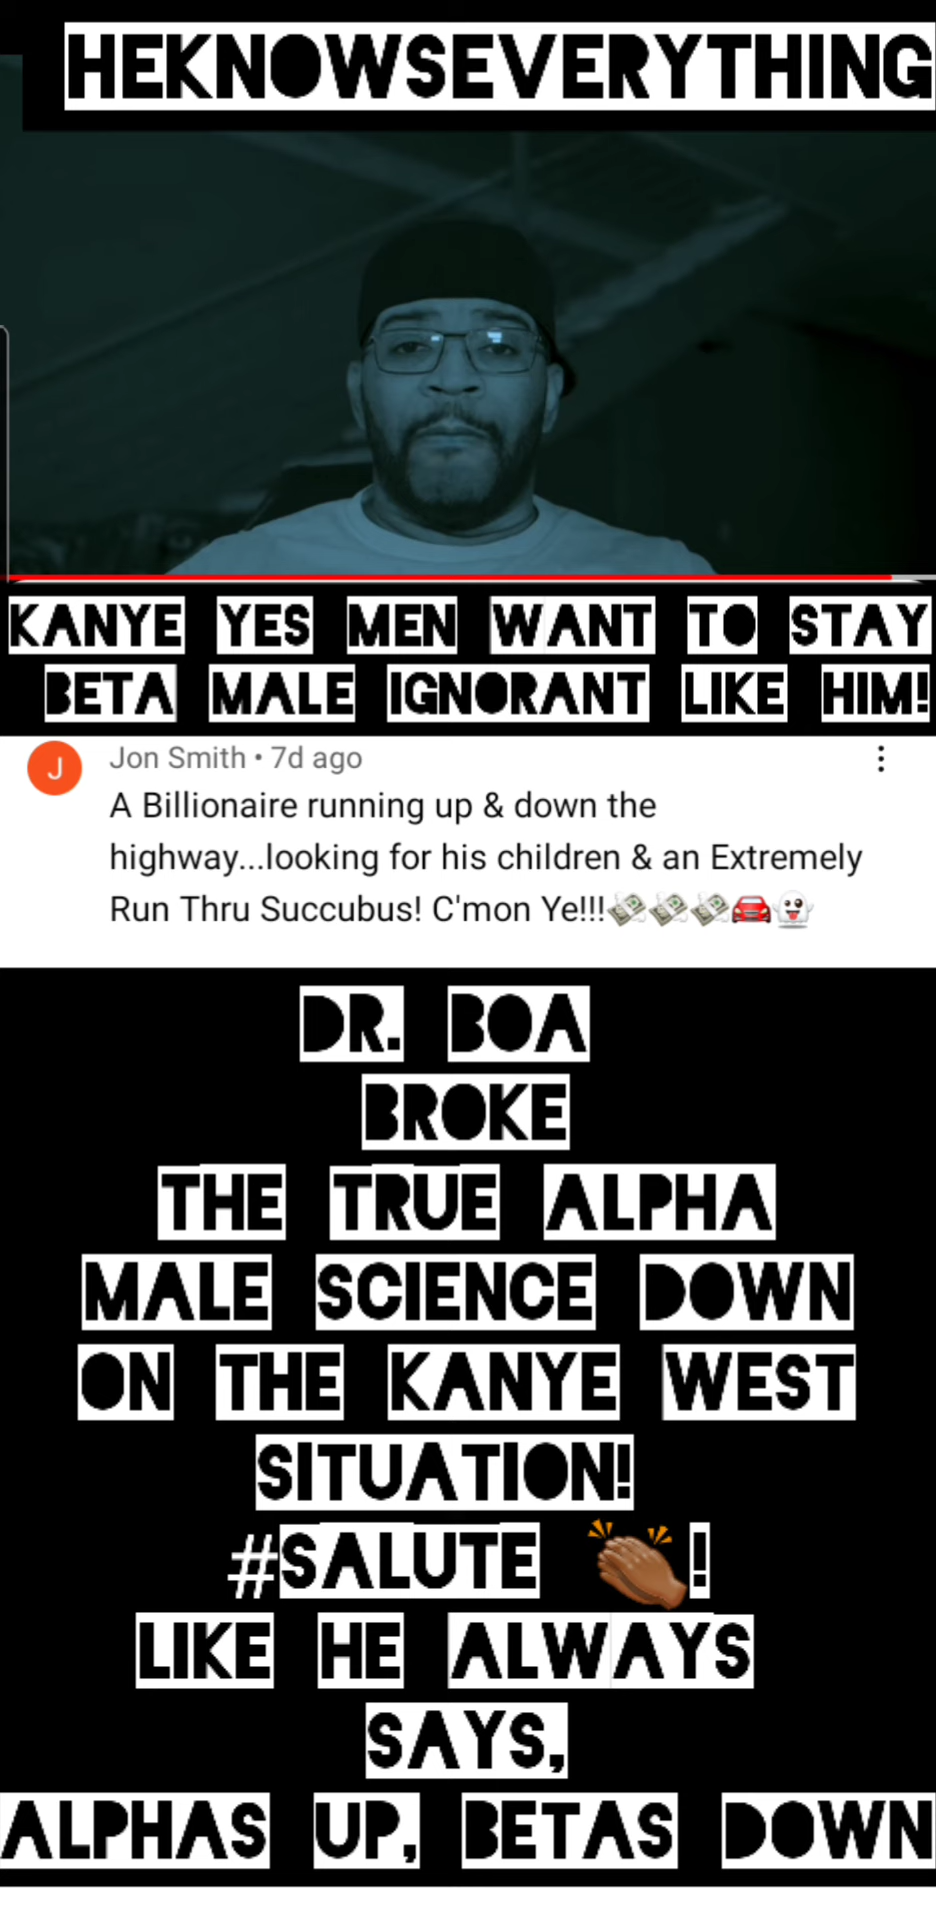 HEKNOWSEVERYTHING
KANYE YES MEN WANT TO STAY
BETA MALE IGNORANT LIKE HIM!
J
Jon Smith • 7d ago
A Billionaire running up & down the
highway...looking for his children & an Extremely
Run Thru Succubus! C'mon Ye!!!💸💸💸🚘👻
DR. BOA
BROKE
THE TRUE ALPHA
MALE SCIENCE DOWN
ON THE KANYE WEST
SITUATION!
#SALUTE 👏🏾!
LIKE HE ALWAYS
SAYS,
ALPHAS UP, BETAS DOWN